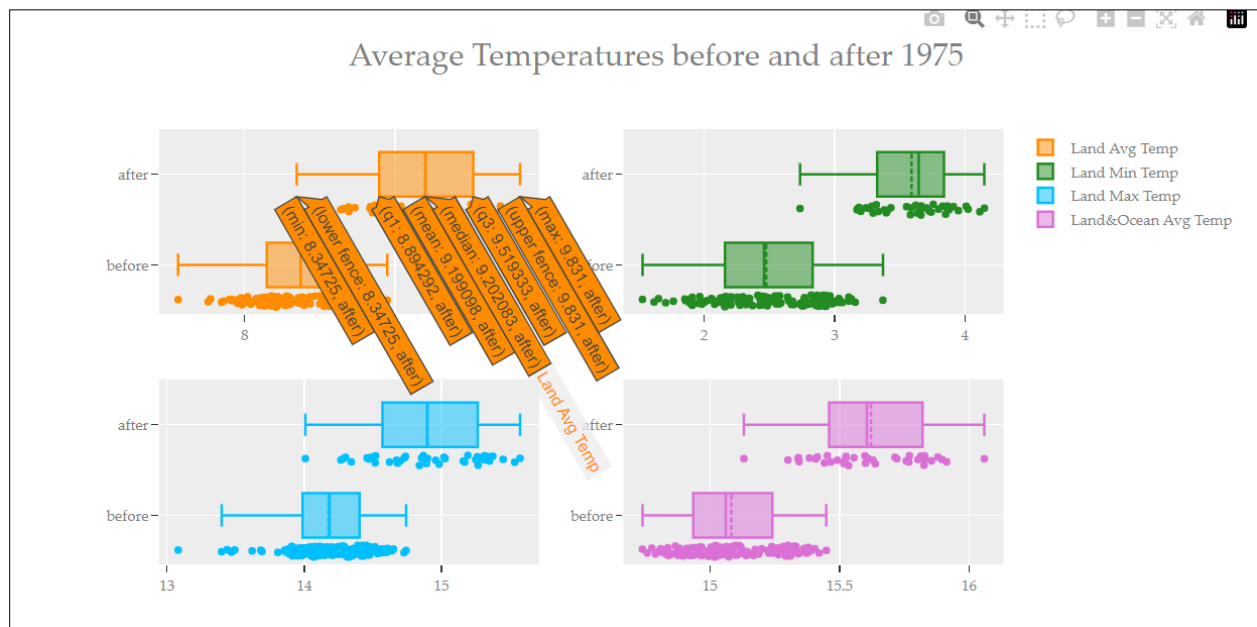 Average Temperatures before and after 1975
after
before
8
(min: 8.34725, after)
(lower fence: 8.34725, after)
(q1: 8.894292, after)
(mean: 9.199098, after)
(median: 9.202083, after)
(q3: 9.519333, after)
(upper fence: 9.831, after)
(max: 9.831, after)
Land Avg Temp
after
before
2
3
4
Land Avg Temp
Land Min Temp
Land Max Temp
Land&Ocean Avg Temp
after
before
13
14
15
after
before
15
15.5
16